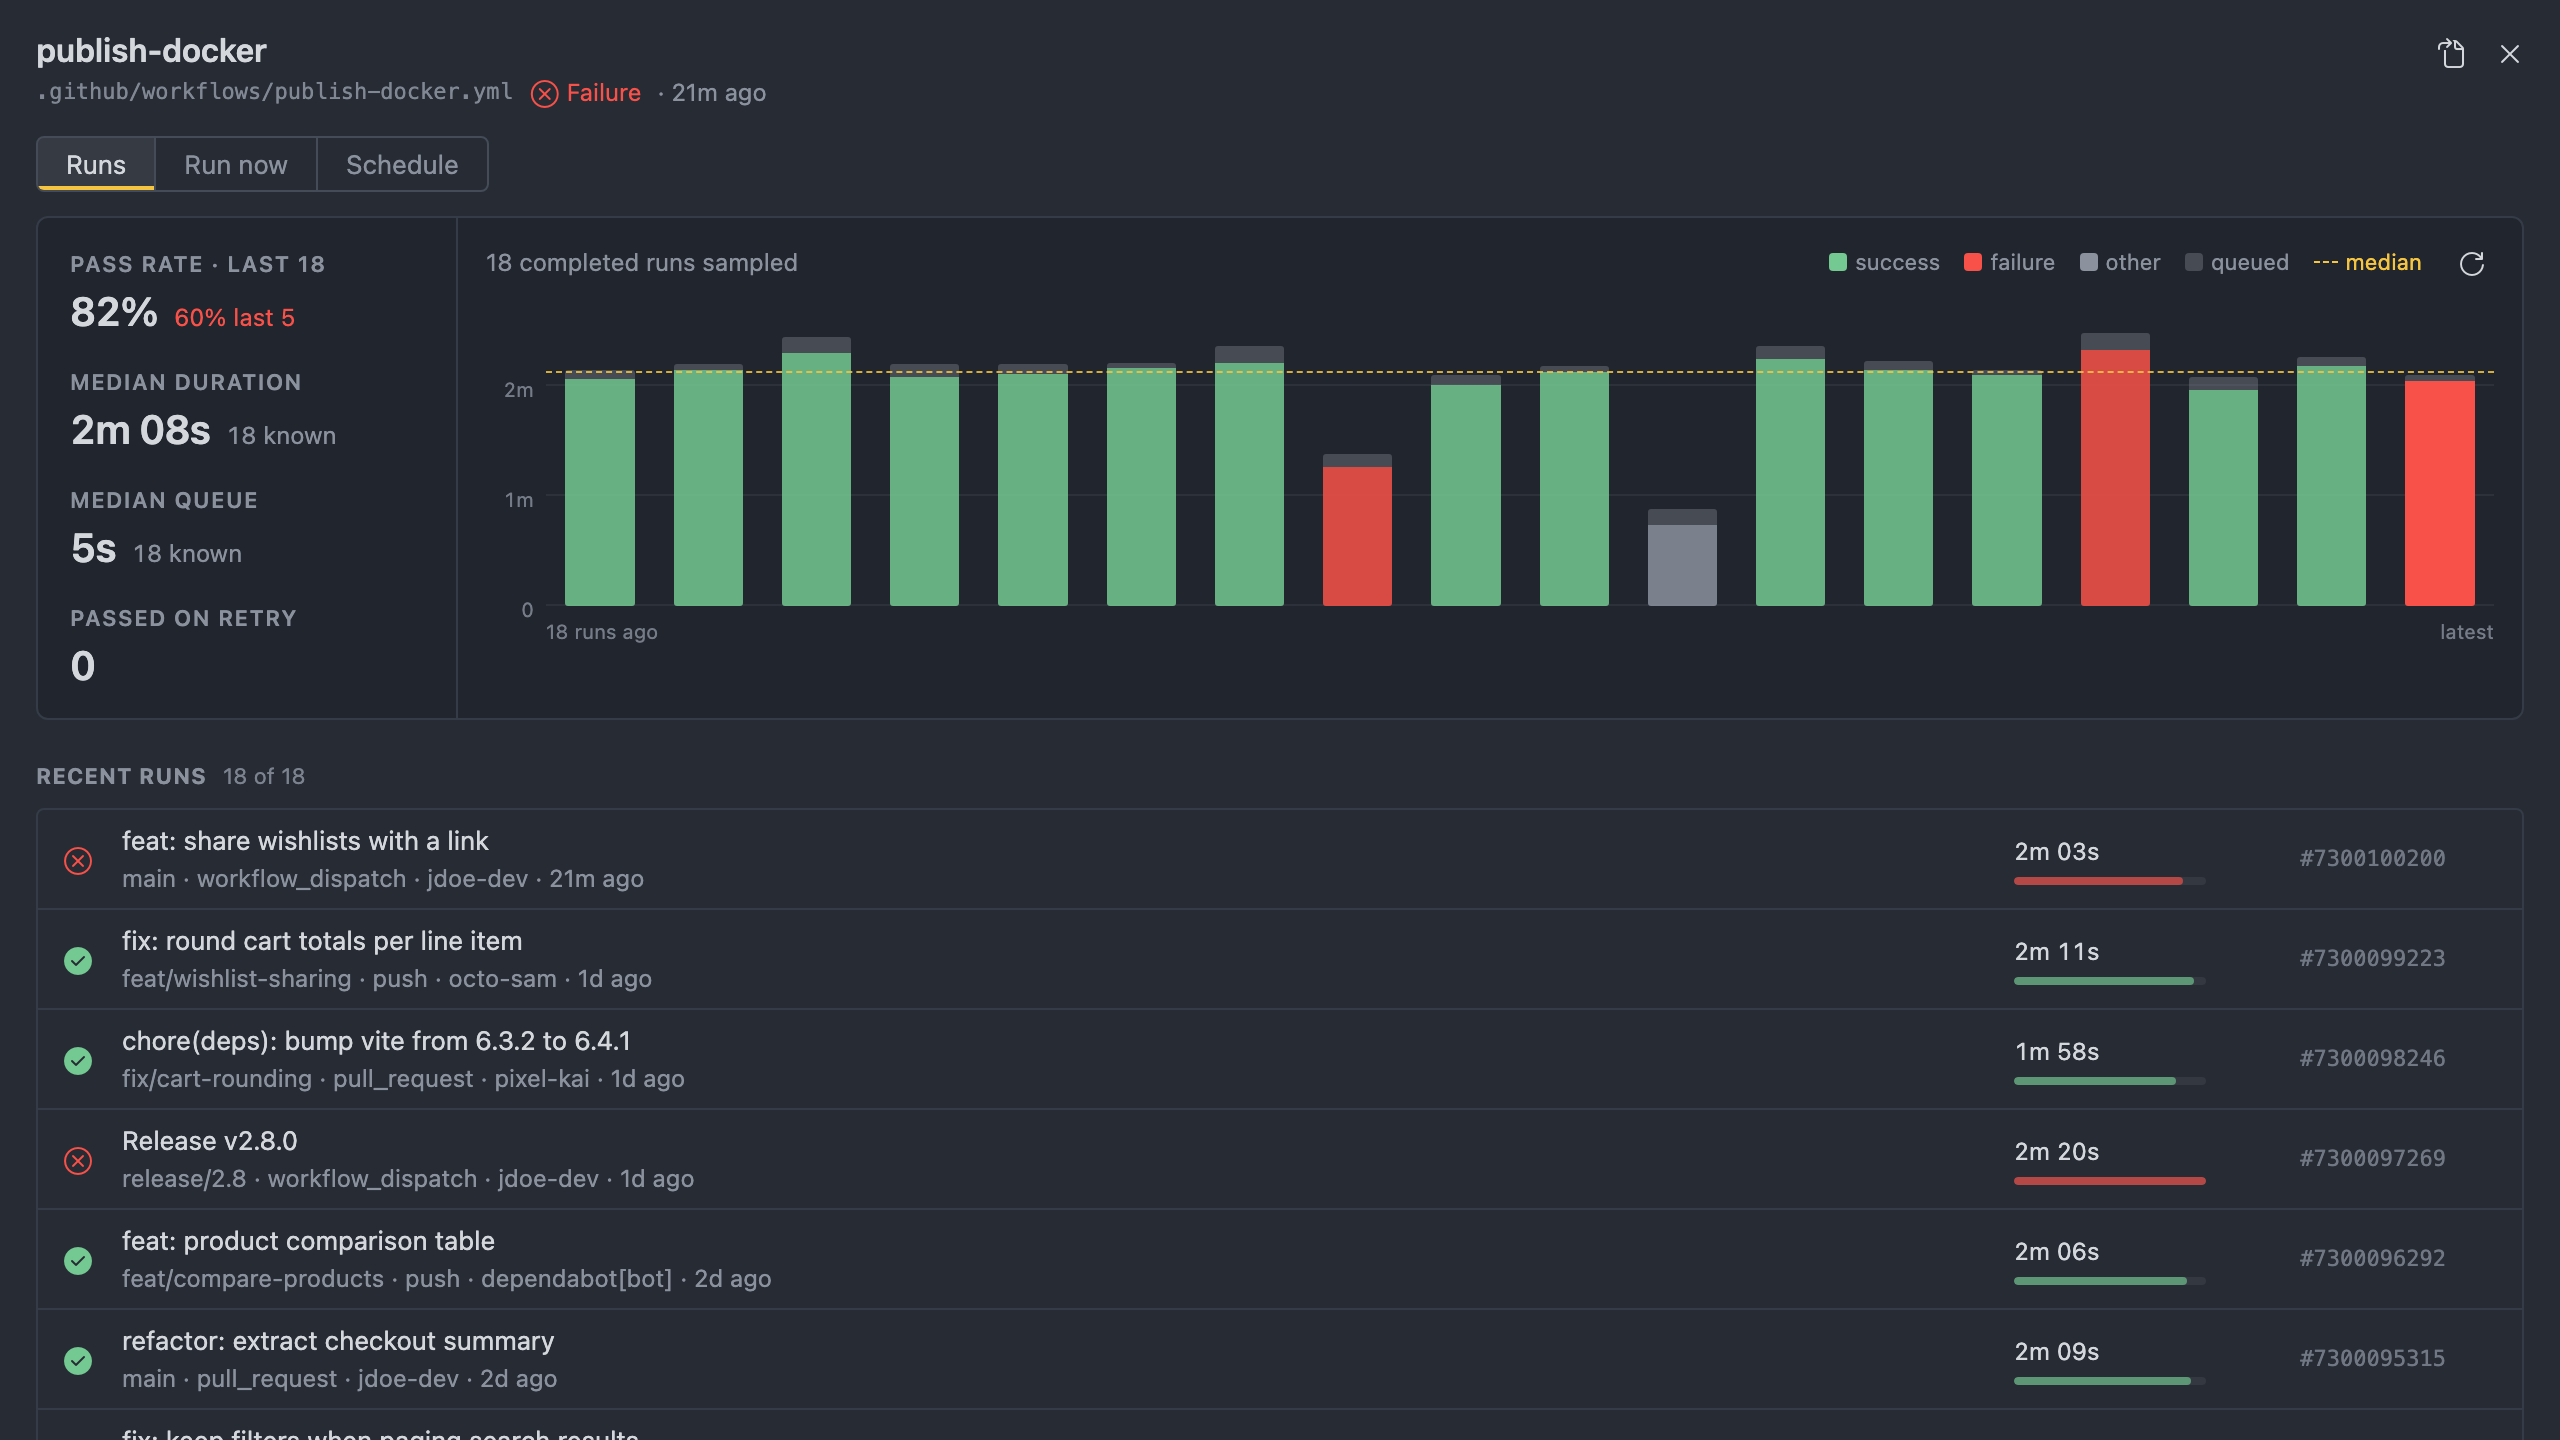 publish-docker
.github/workflows/publish-docker.yml Failure · 21m ago
Runs Run now Schedule
PASS RATE · LAST 18
82% 60% last 5
MEDIAN DURATION
2m 08s 18 known
MEDIAN QUEUE
5s 18 known
PASSED ON RETRY
0
18 completed runs sampled
success failure other queued median
2m
1m
0
18 runs ago latest
RECENT RUNS 18 of 18
feat: share wishlists with a link
main · workflow_dispatch · jdoe-dev · 21m ago
2m 03s
#7300100200
fix: round cart totals per line item
feat/wishlist-sharing · push · octo-sam · 1d ago
2m 11s
#7300099223
chore(deps): bump vite from 6.3.2 to 6.4.1
fix/cart-rounding · pull_request · pixel-kai · 1d ago
1m 58s
#7300098246
Release v2.8.0
release/2.8 · workflow_dispatch · jdoe-dev · 1d ago
2m 20s
#7300097269
feat: product comparison table
feat/compare-products · push · dependabot[bot] · 2d ago
2m 06s
#7300096292
refactor: extract checkout summary
main · pull_request · jdoe-dev · 2d ago
2m 09s
#7300095315
fix: keep filters when paging search results